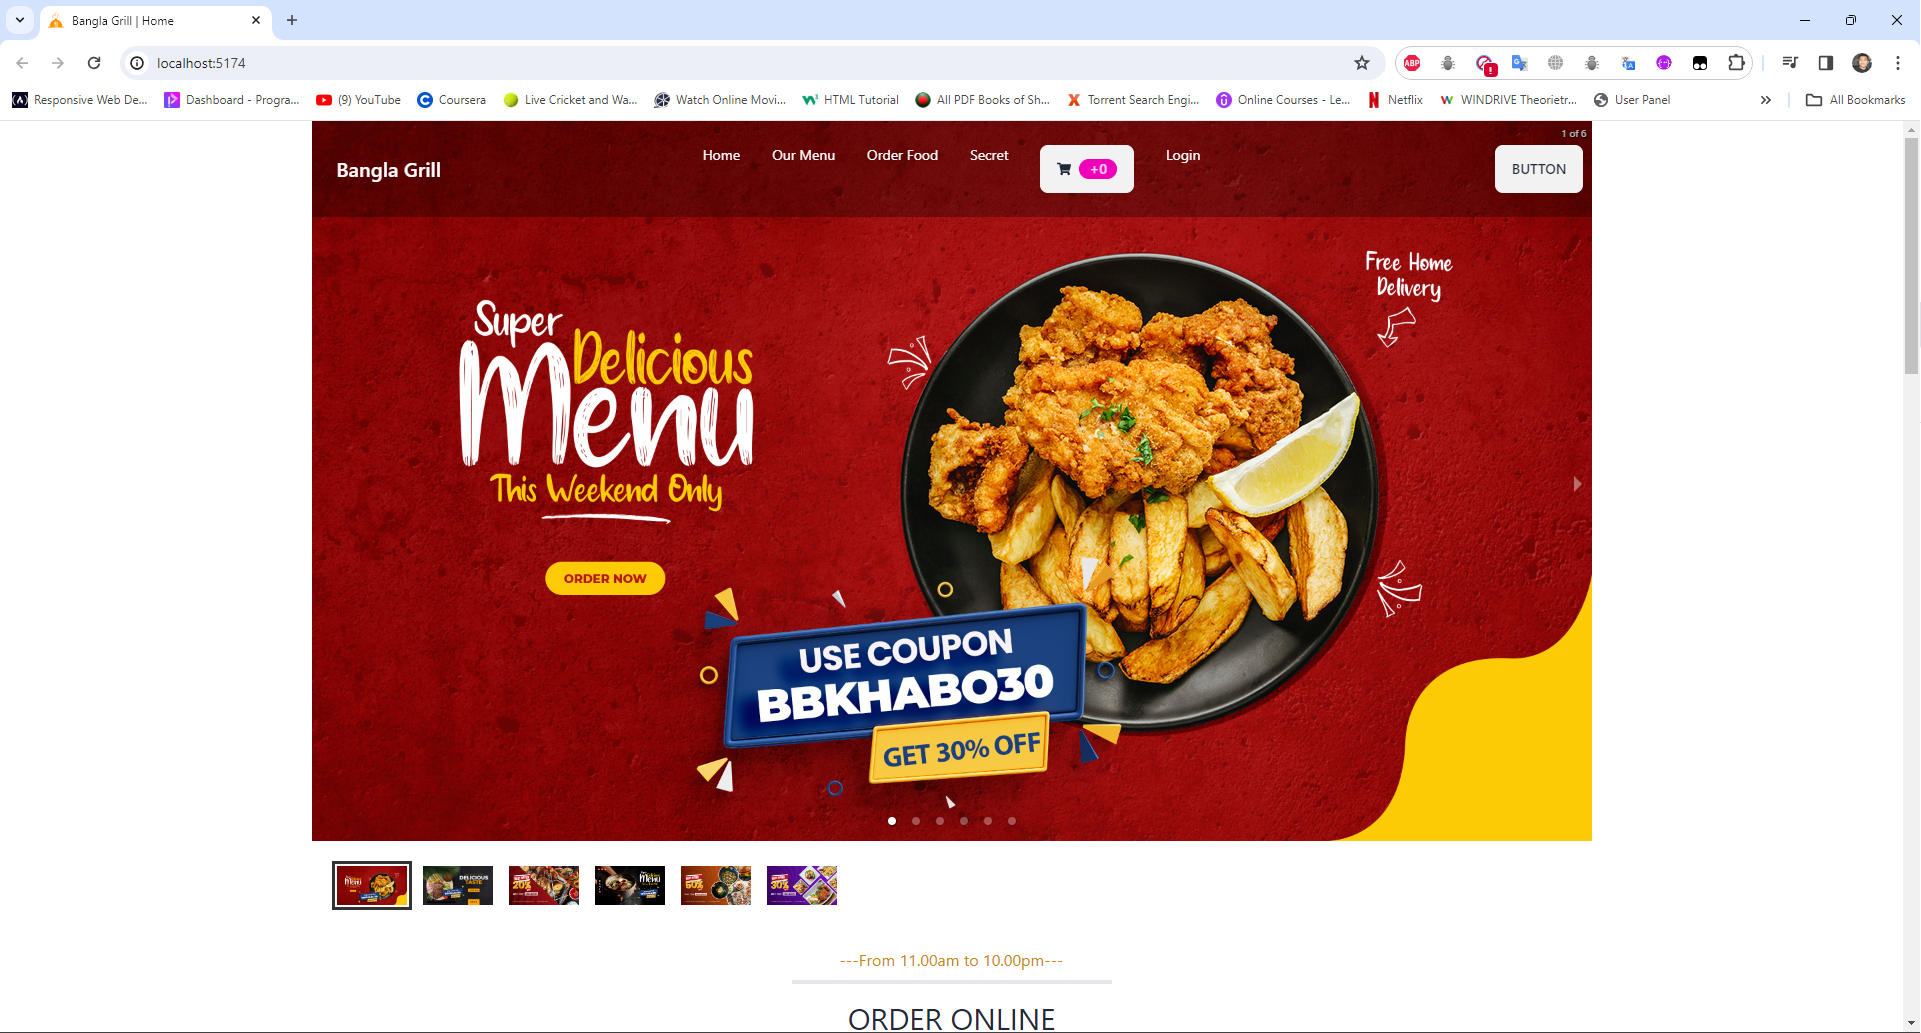 Bangla Grill | Home
localhost:5174
ABP
Responsive Web De...
Dashboard - Progra...
(9) YouTube
Coursera
Live Cricket and Wa...
Watch Online Movi...
HTML Tutorial
All PDF Books of Sh...
Torrent Search Engi...
Online Courses - Le...
Netflix
WINDRIVE Theorietr...
User Panel
All Bookmarks
1 of 6
Bangla Grill
Home
Our Menu
Order Food
Secret
+0
Login
BUTTON
Free Home
Delivery
Super
Delicious
Menu
This Weekend Only
ORDER NOW
USE COUPON
BBKHABO30
GET 30% OFF
---From 11.00am to 10.00pm---
ORDER ONLINE